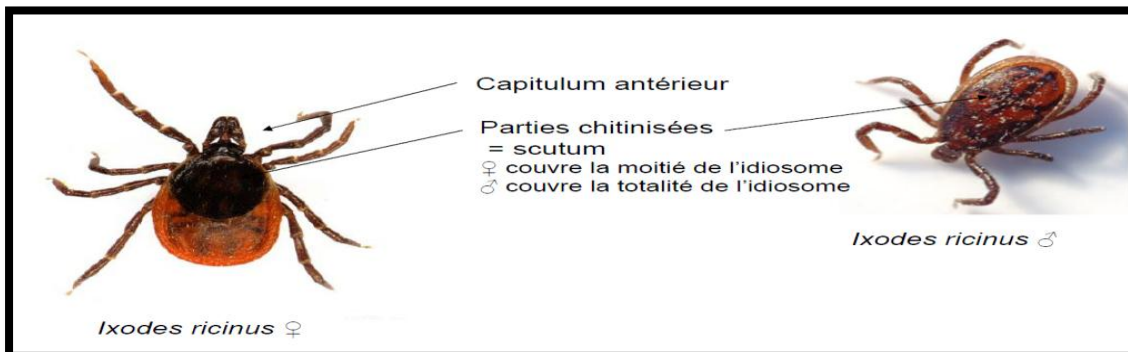 Capitulum antérieur
Parties chitinisées
= scutum
♀ couvre la moitié de l'idiosome
♂ couvre la totalité de l'idiosome
Ixodes ricinus ♂
Ixodes ricinus ♀